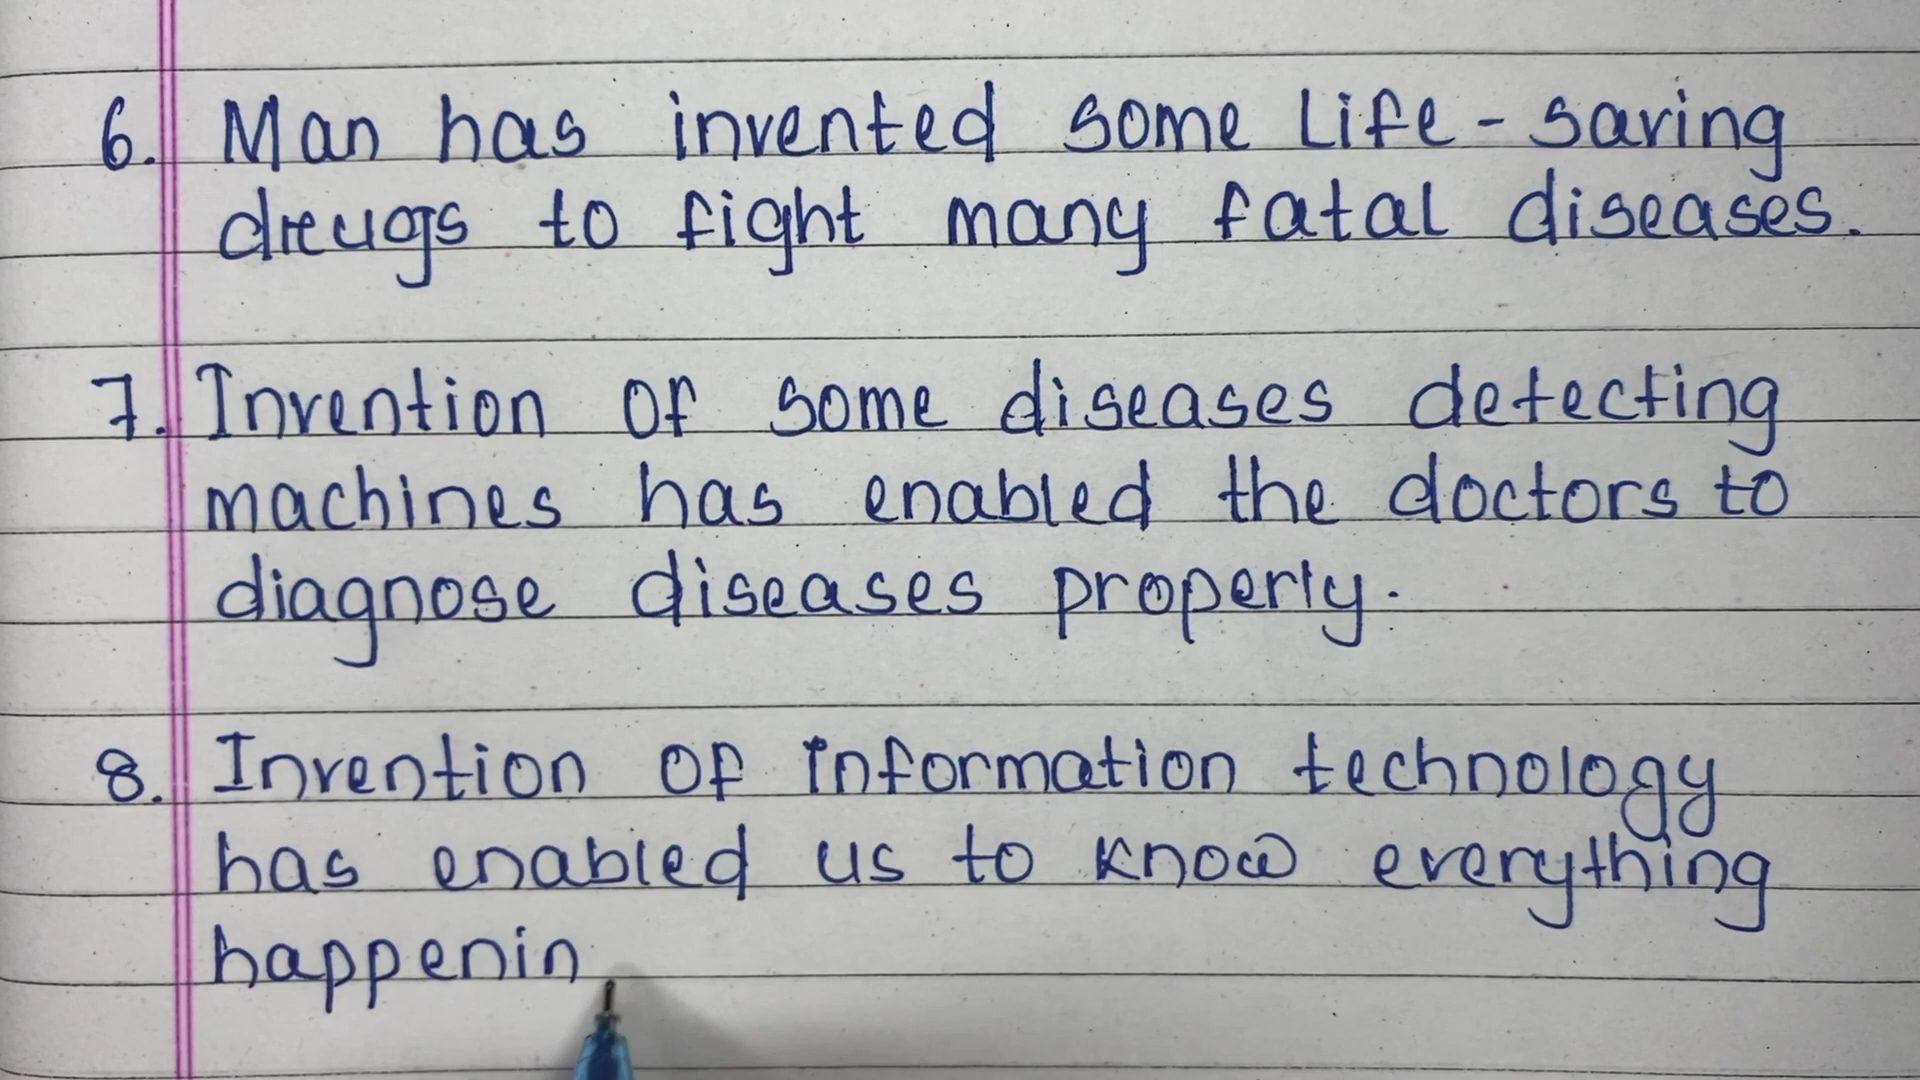 6. Man has invented some Life-saving
drugs to fight many fatal diseases.
7. Invention of some diseases detecting
machines has enabled the doctors to
diagnose diseases properly.
8. Invention of information technology
has enabled us to know everything
happenin